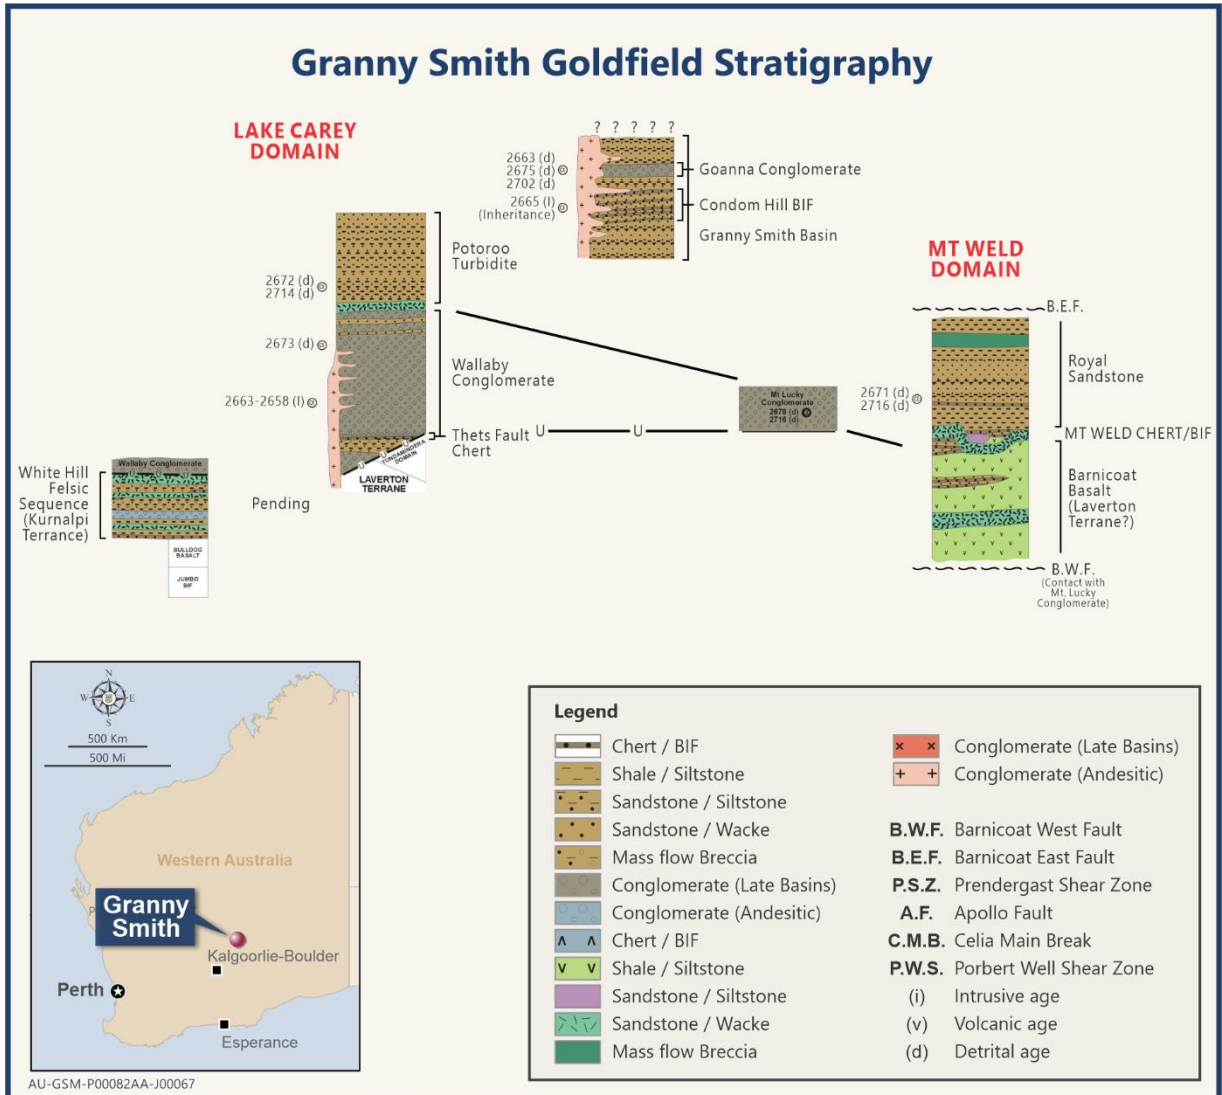 Granny Smith Goldfield Stratigraphy
LAKE CAREY
DOMAIN
2672 (d)
2714 (d)
2673 (d)
2663-2658 (I)
Potoroo
Turbidite
Wallaby
Conglomerate
Thets Fault
Chert
U
U
YUNDAMINDERA
DOMAIN
LAVERTON
TERRANE
? ? ? ? ?
2663 (d)
2675 (d)
2702 (d)
2665 (I)
(Inheritance)
Goanna Conglomerate
Condom Hill BIF
Granny Smith Basin
MT WELD
DOMAIN
B.E.F.
2671 (d)
2716 (d)
Royal
Sandstone
MT WELD CHERT/BIF
Barnicoat
Basalt
(Laverton
Terrane?)
B.W.F.
(Contact with
Mt. Lucky
Conglomerate)
U
U
Mt Lucky
Conglomerate
2678 (d)
2716 (d)
White Hill
Felsic
Sequence
(Kurnalpi
Terrance)
Wallaby Conglomerate
Pending
BULLDOG
BASALT
JUMBO
BIF
N
W E
S
500 Km
500 Mi
Western Australia
Granny
Smith
Kalgoorlie-Boulder
Perth
Esperance
AU-GSM-P00082AA-J00067
Legend
Chert / BIF
Shale / Siltstone
Sandstone / Siltstone
Sandstone / Wacke
Mass flow Breccia
Conglomerate (Late Basins)
Conglomerate (Andesitic)
Chert / BIF
Shale / Siltstone
Sandstone / Siltstone
Sandstone / Wacke
Mass flow Breccia
Conglomerate (Late Basins)
Conglomerate (Andesitic)
B.W.F. Barnicoat West Fault
B.E.F. Barnicoat East Fault
P.S.Z. Prendergast Shear Zone
A.F. Apollo Fault
C.M.B. Celia Main Break
P.W.S. Porbert Well Shear Zone
(i) Intrusive age
(v) Volcanic age
(d) Detrital age